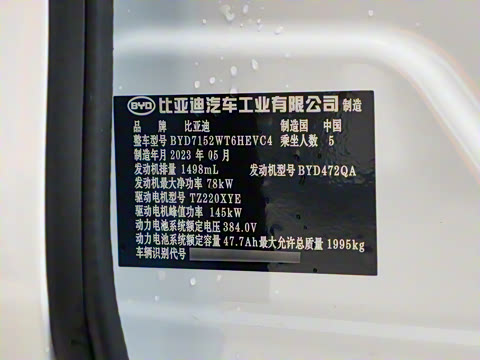 BYD 比亚迪汽车工业有限公司 制造
品牌 比亚迪 制造国 中国
整车型号 BYD7152WT6HEVC4 乘坐人数 5
制造年月 2023 年 05 月
发动机排量 1498mL 发动机型号 BYD472QA
发动机最大净功率 78kW
驱动电机型号 TZ220XYE
驱动电机峰值功率 145kW
动力电池系统额定电压 384.0V
动力电池系统额定容量 47.7Ah 最大允许总质量 1995kg
车辆识别代号